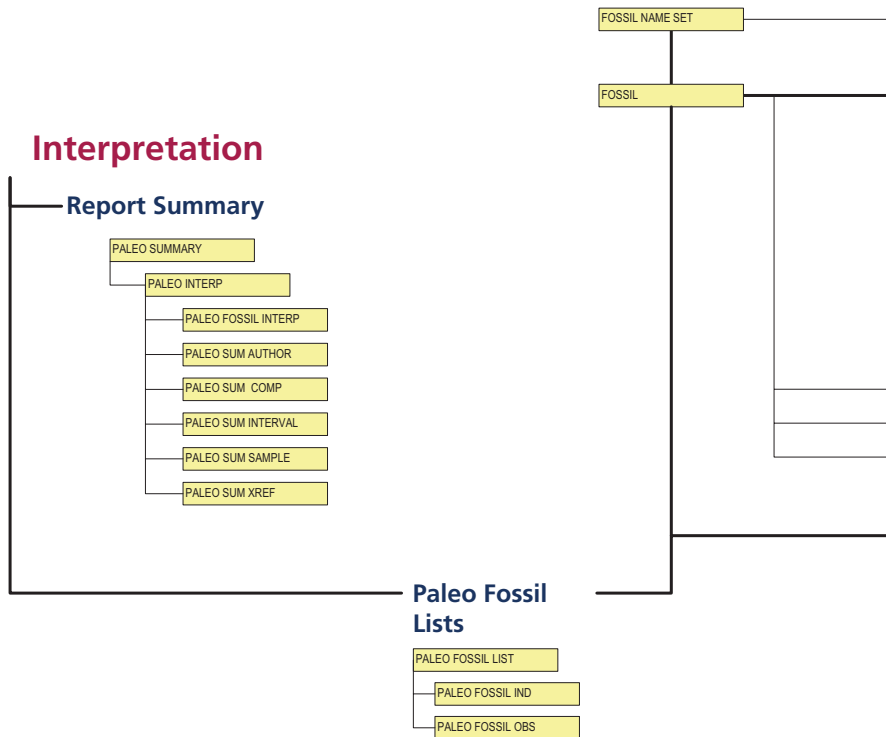 FOSSIL NAME SET
FOSSIL
Interpretation
Report Summary
PALEO SUMMARY
PALEO INTERP
PALEO FOSSIL INTERP
PALEO SUM AUTHOR
PALEO SUM  COMP
PALEO SUM INTERVAL
PALEO SUM SAMPLE
PALEO SUM XREF
Paleo Fossil
Lists
PALEO FOSSIL LIST
PALEO FOSSIL IND
PALEO FOSSIL OBS